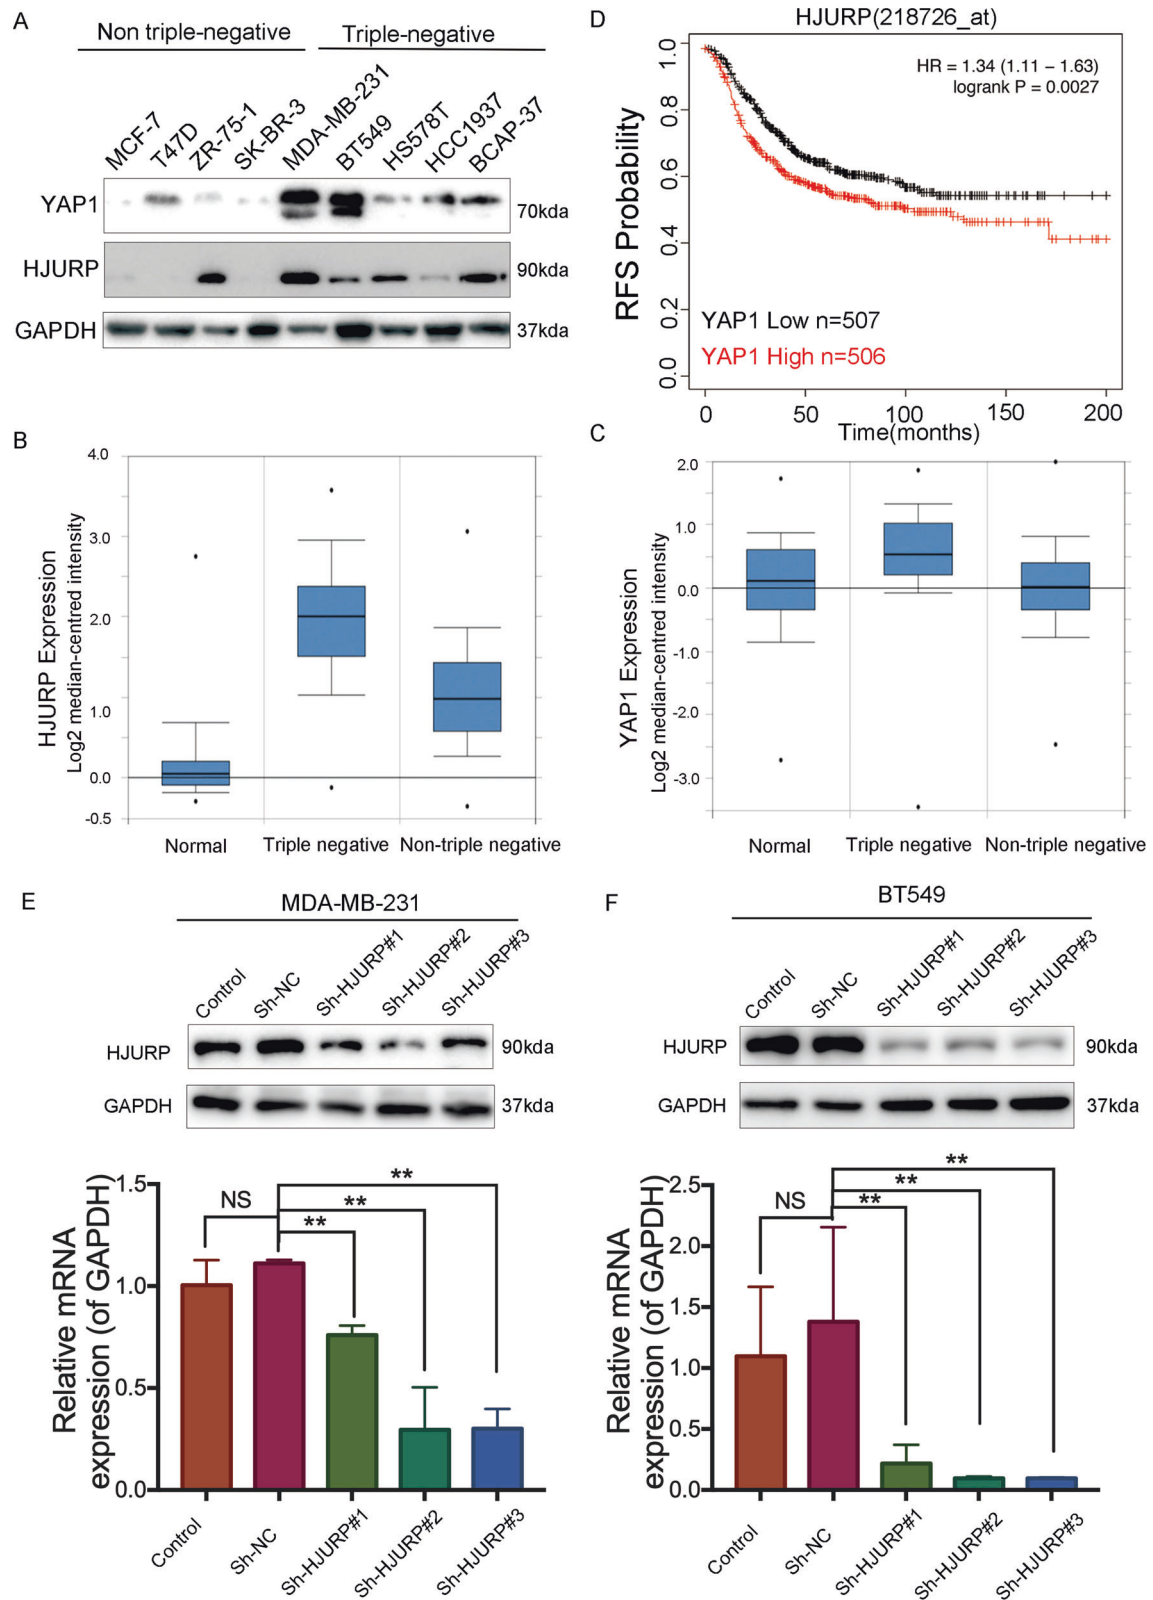 A
Non triple-negative
Triple-negative
MCF-7
T47D
ZR-75-1
SK-BR-3
MDA-MB-231
BT549
HS578T
HCC1937
BCAP-37
YAP1
70kda
HJURP
90kda
GAPDH
37kda
D
HJURP(218726_at)
HR = 1.34 (1.11 − 1.63)
logrank P = 0.0027
RFS Probability
1.0
0.8
0.6
0.4
0.2
0.0
YAP1 Low n=507
YAP1 High n=506
0
50
100
150
200
Time(months)
B
HJURP Expression
Log2 median-centred intensity
4.0
3.0
2.0
1.0
0.0
-0.5
Normal
Triple negative
Non-triple negative
C
YAP1 Expression
Log2 median-centred intensity
2.0
1.0
0.0
-1.0
-2.0
-3.0
Normal
Triple negative
Non-triple negative
E
MDA-MB-231
Control
Sh-NC
Sh-HJURP#1
Sh-HJURP#2
Sh-HJURP#3
HJURP
90kda
GAPDH
37kda
Relative mRNA
expression (of GAPDH)
1.5
1.0
0.5
0.0
NS
**
**
**
Control
Sh-NC
Sh-HJURP#1
Sh-HJURP#2
Sh-HJURP#3
F
BT549
Control
Sh-NC
Sh-HJURP#1
Sh-HJURP#2
Sh-HJURP#3
HJURP
90kda
GAPDH
37kda
Relative mRNA
expression (of GAPDH)
2.5
2.0
1.5
1.0
0.5
0.0
NS
**
**
**
Control
Sh-NC
Sh-HJURP#1
Sh-HJURP#2
Sh-HJURP#3